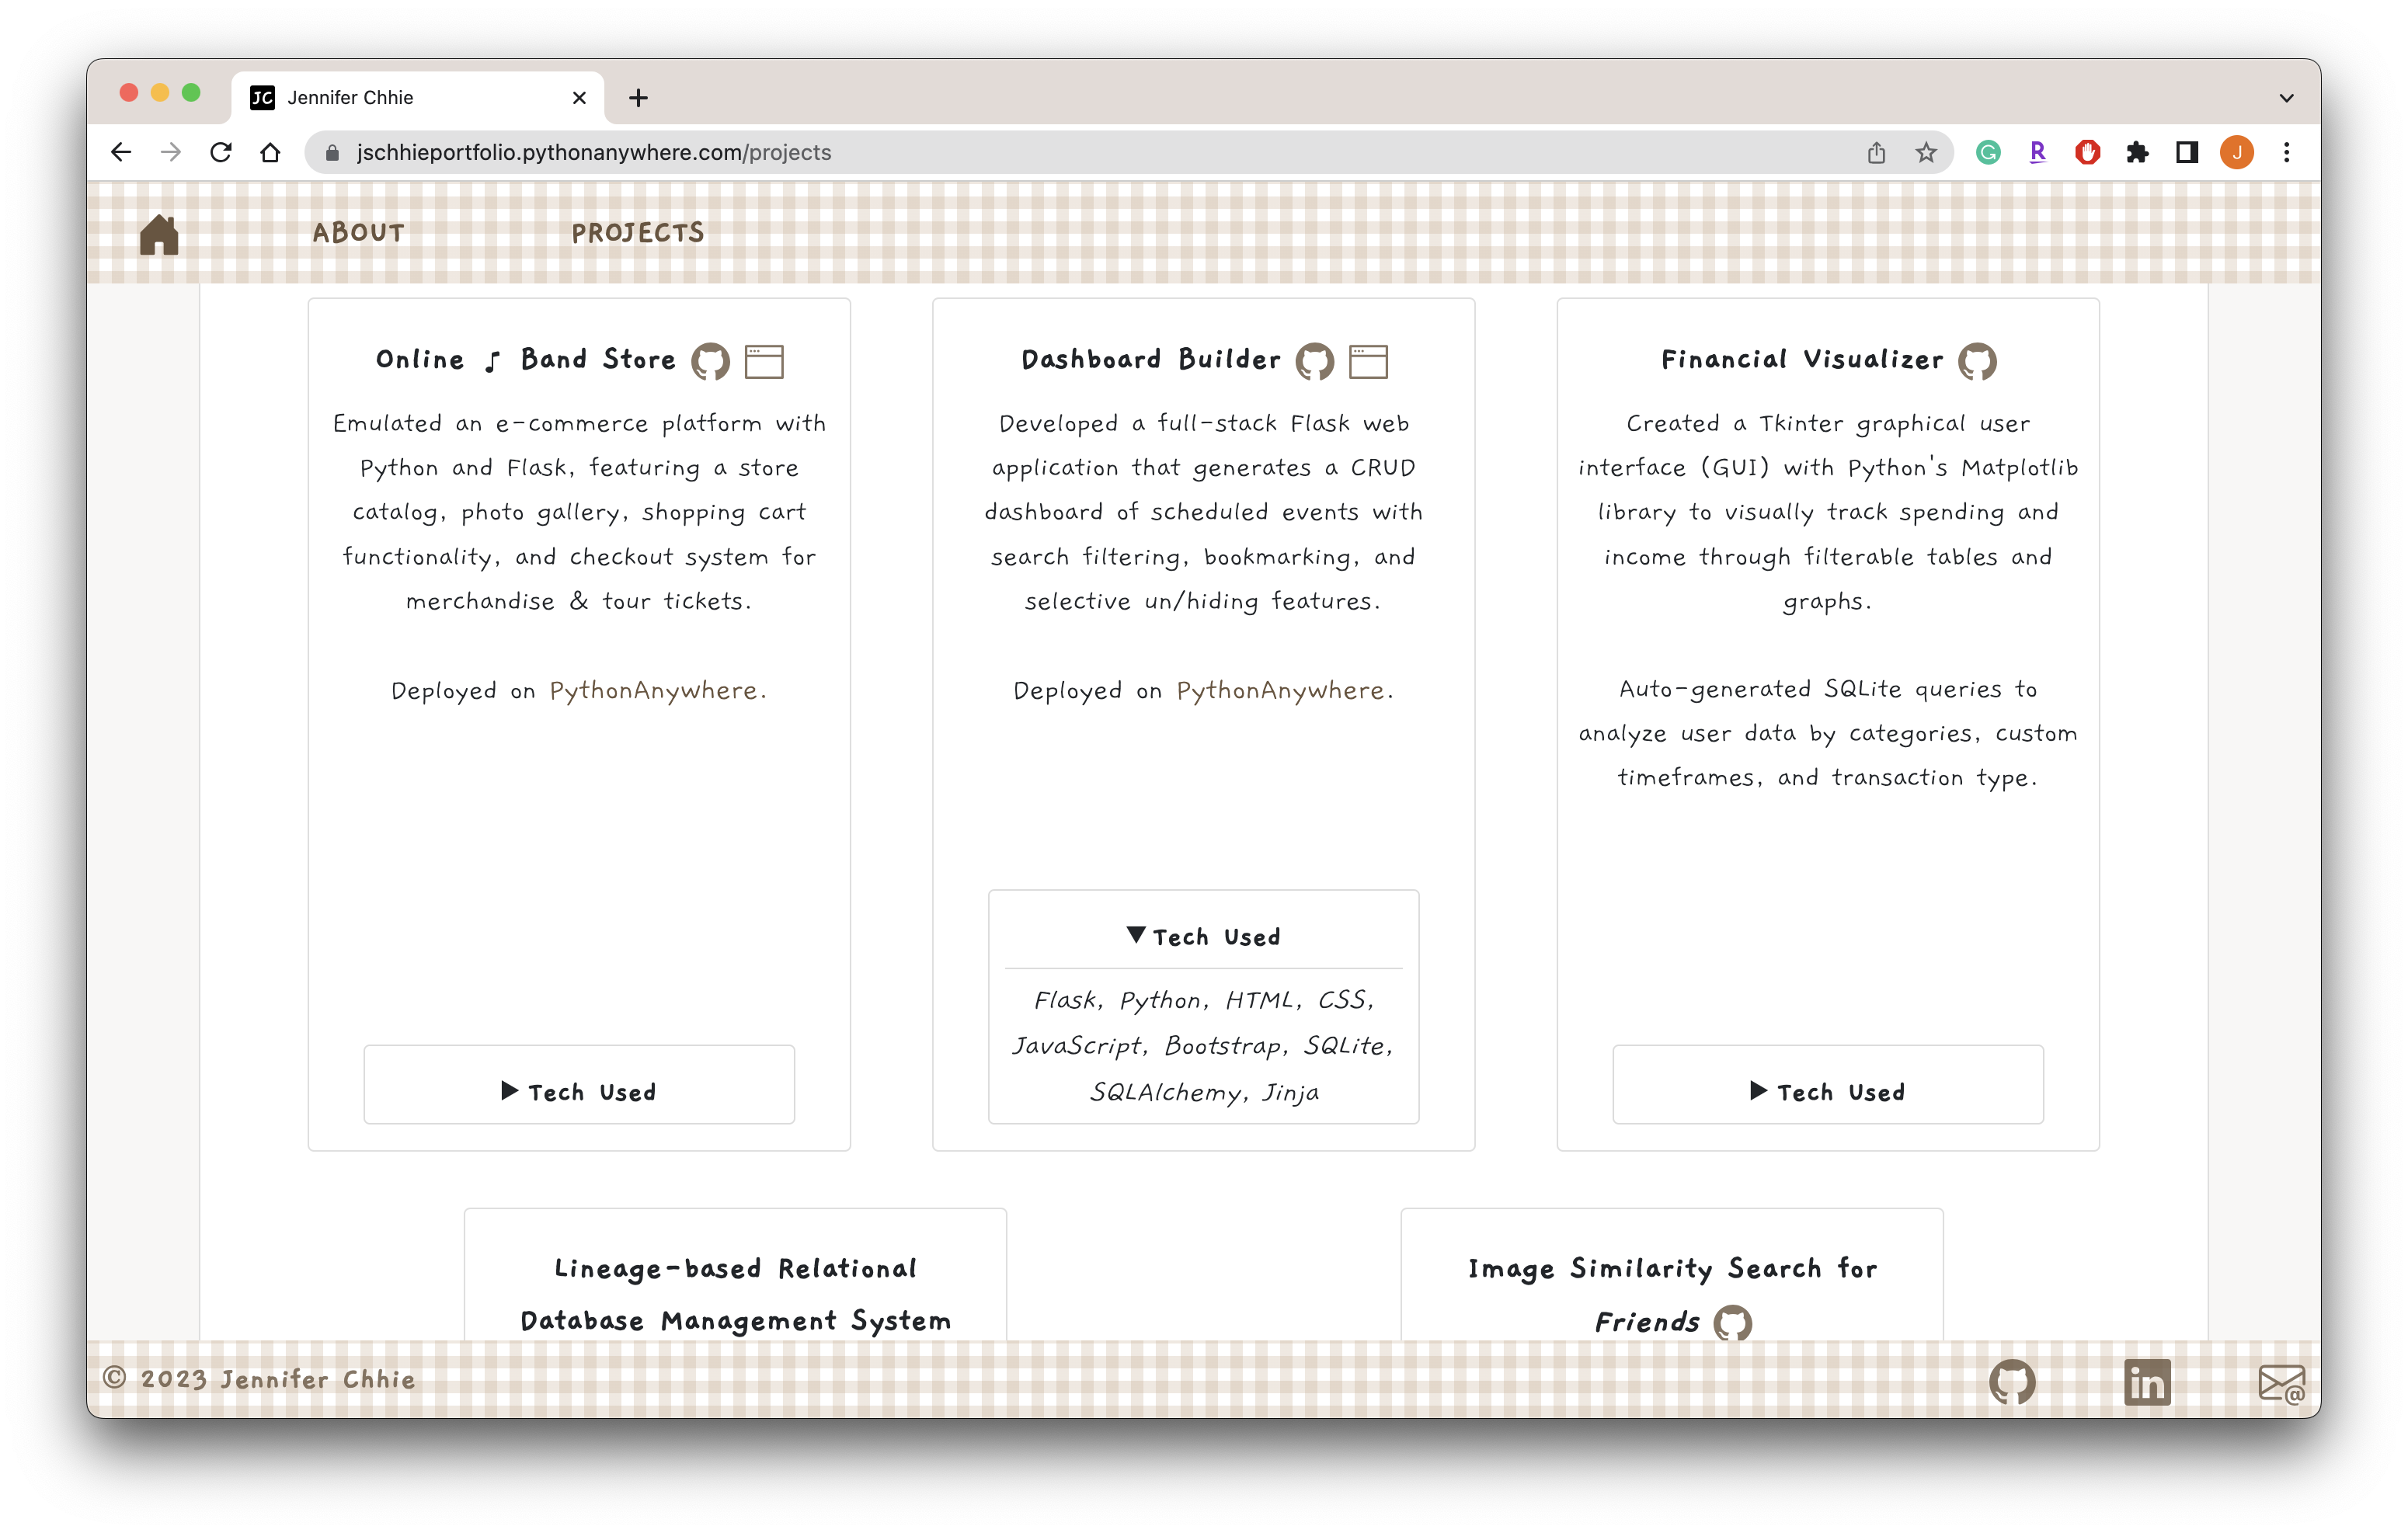 JC Jennifer Chhie
jschhieportfolio.pythonanywhere.com/projects
R
J
ABOUT
PROJECTS
Online ♪ Band Store
Emulated an e-commerce platform with
Python and Flask, featuring a store
catalog, photo gallery, shopping cart
functionality, and checkout system for
merchandise & tour tickets.
Deployed on PythonAnywhere.
▶ Tech Used
Dashboard Builder
Developed a full-stack Flask web
application that generates a CRUD
dashboard of scheduled events with
search filtering, bookmarking, and
selective un/hiding features.
Deployed on PythonAnywhere.
▼ Tech Used
Flask, Python, HTML, CSS,
JavaScript, Bootstrap, SQLite,
SQLAlchemy, Jinja
Financial Visualizer
Created a Tkinter graphical user
interface (GUI) with Python's Matplotlib
library to visually track spending and
income through filterable tables and
graphs.
Auto-generated SQLite queries to
analyze user data by categories, custom
timeframes, and transaction type.
▶ Tech Used
Lineage-based Relational
Database Management System
Image Similarity Search for
Friends
© 2023 Jennifer Chhie
in
@